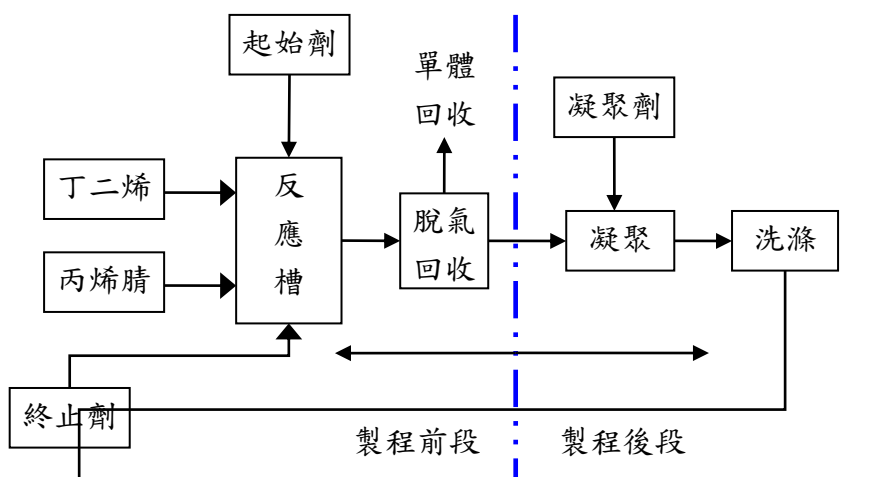 起始劑
單體
回收
凝聚劑
丁二烯
反
應
槽
脫氣
回收
凝聚
洗滌
丙烯腈
終止劑
製程前段
製程後段